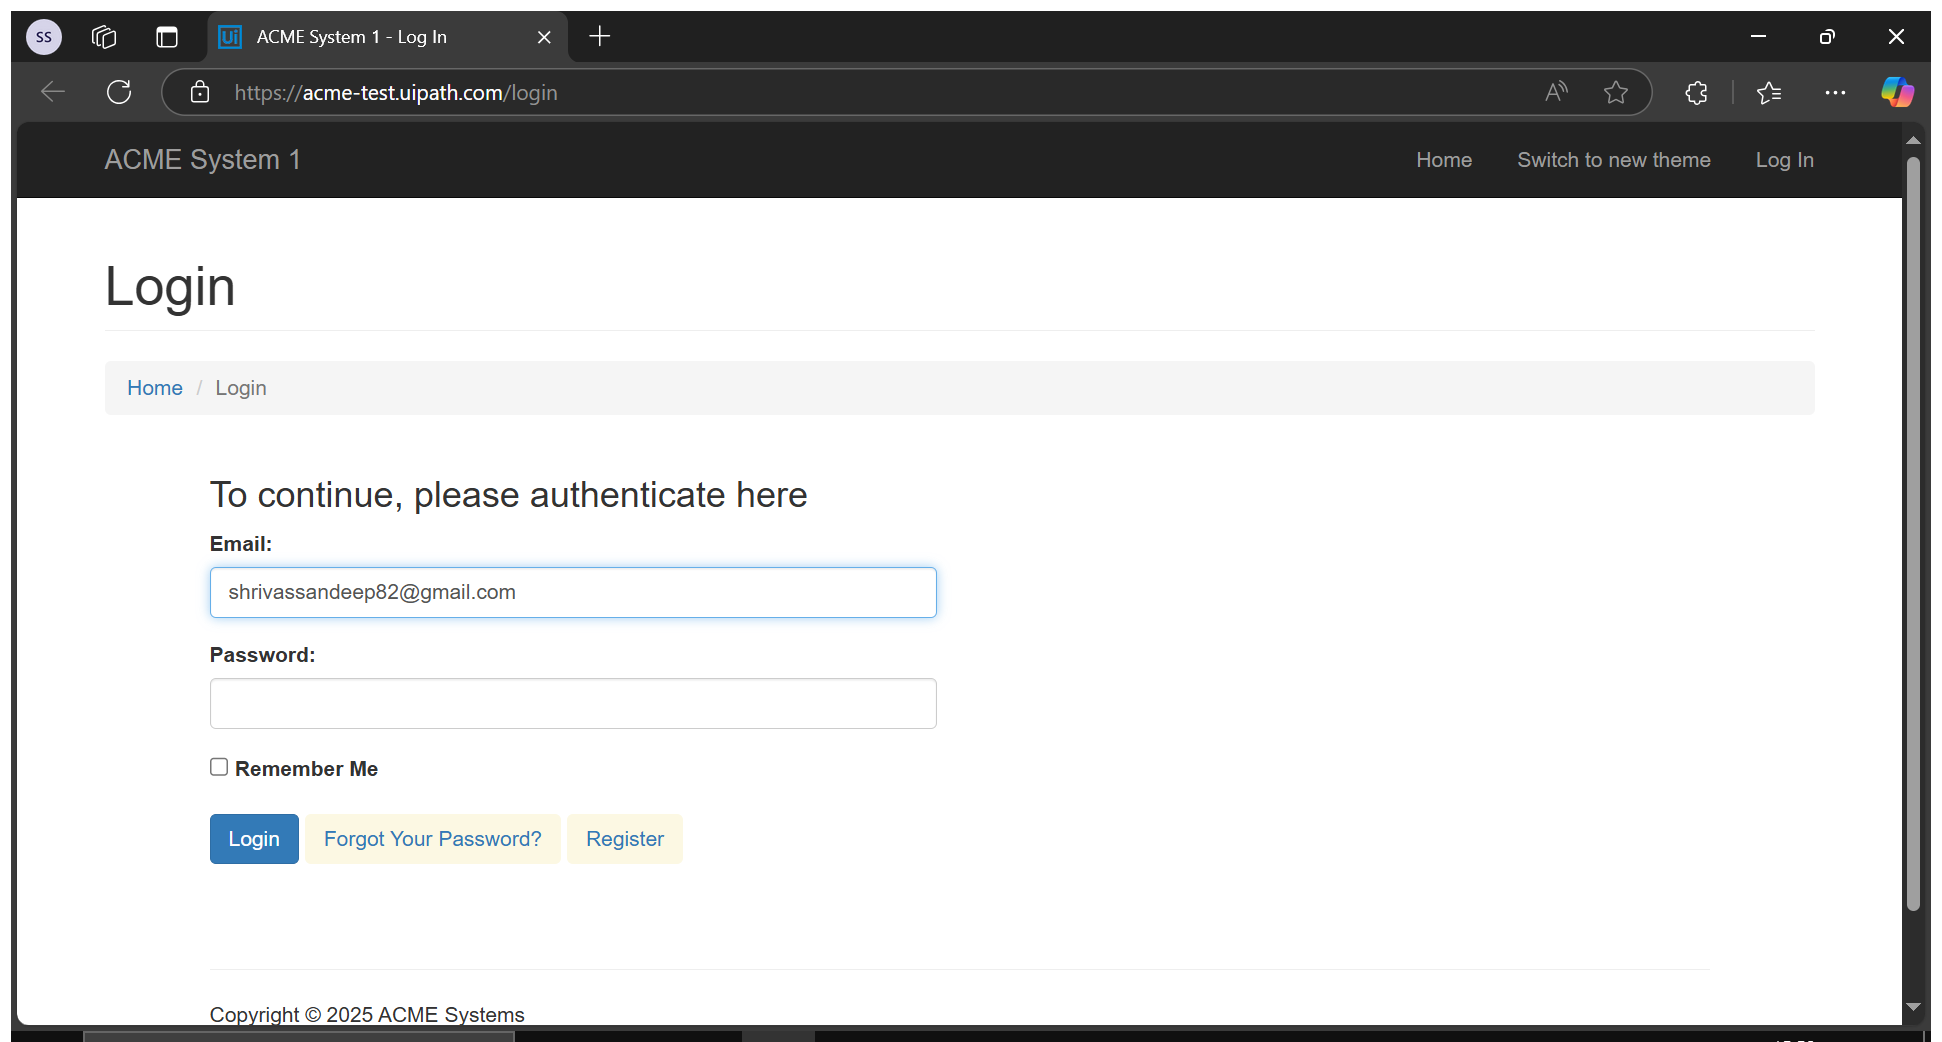 SS
Ui ACME System 1 - Log In
https://acme-test.uipath.com/login
ACME System 1 Home Switch to new theme Log In
Login
Home / Login
To continue, please authenticate here
Email:
shrivassandeep82@gmail.com
Password:
Remember Me
Login Forgot Your Password? Register
Copyright © 2025 ACME Systems